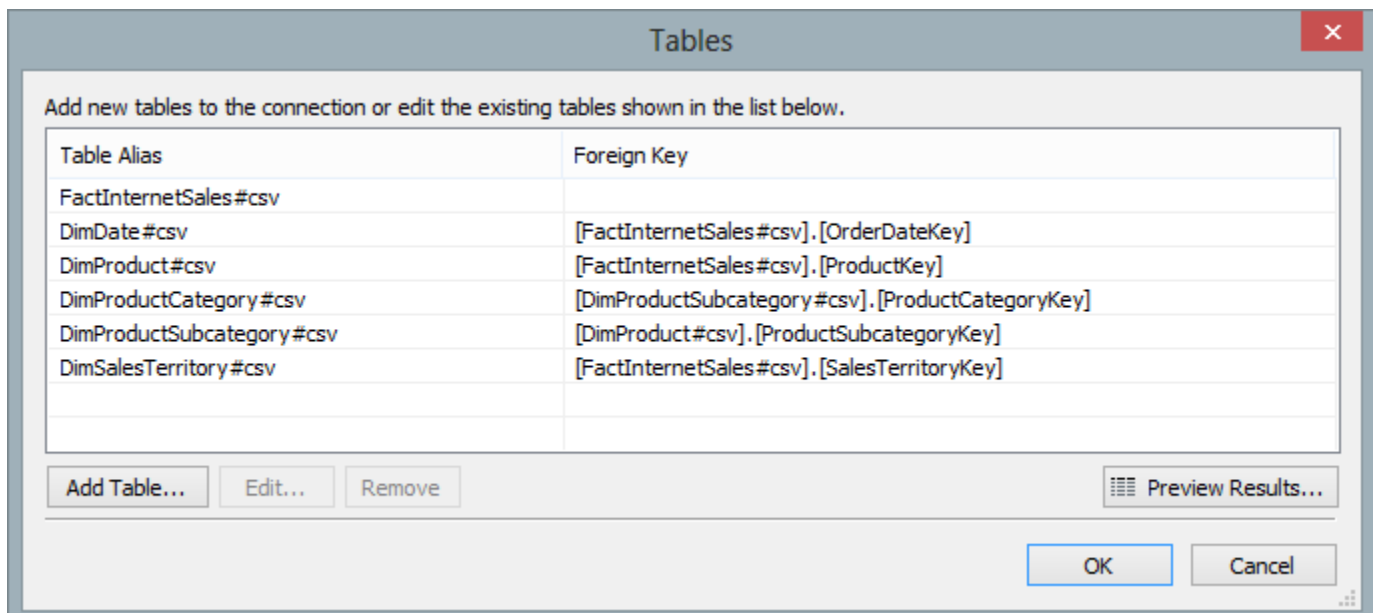 Tables
Add new tables to the connection or edit the existing tables shown in the list below.
Table Alias Foreign Key
FactInternetSales#csv
DimDate#csv [FactInternetSales#csv].[OrderDateKey]
DimProduct#csv [FactInternetSales#csv].[ProductKey]
DimProductCategory#csv [DimProductSubcategory#csv].[ProductCategoryKey]
DimProductSubcategory#csv [DimProduct#csv].[ProductSubcategoryKey]
DimSalesTerritory#csv [FactInternetSales#csv].[SalesTerritoryKey]
Add Table... Edit... Remove Preview Results...
OK Cancel